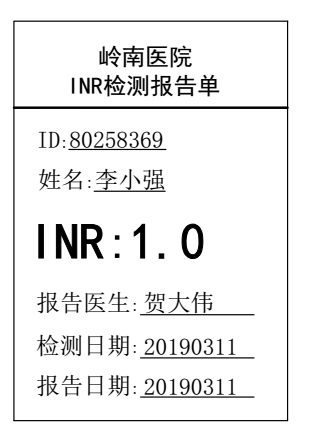 岭南医院
INR检测报告单
ID:80258369
姓名:李小强
INR:1.0
报告医生:贺大伟
检测日期:20190311
报告日期:20190311